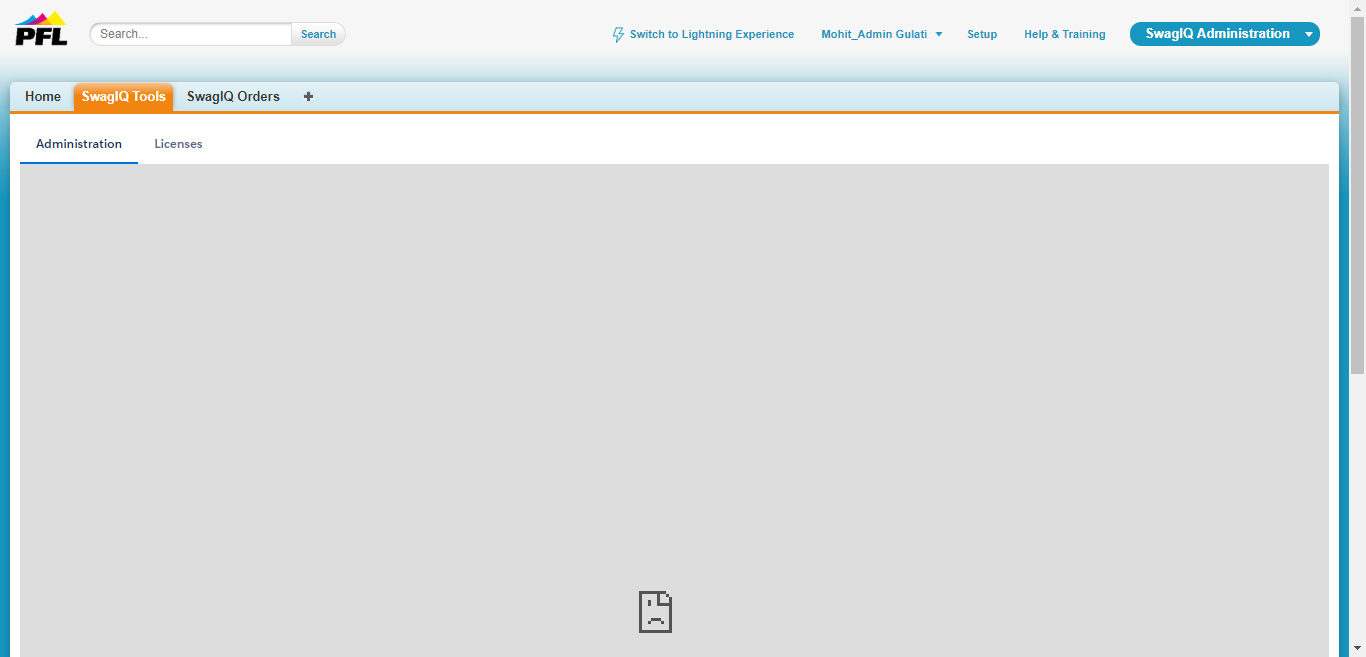 PFL
Search...
Search
Switch to Lightning Experience
Mohit_Admin Gulati
Setup
Help & Training
SwagIQ Administration
Home
SwagIQ Tools
SwagIQ Orders
Administration
Licenses